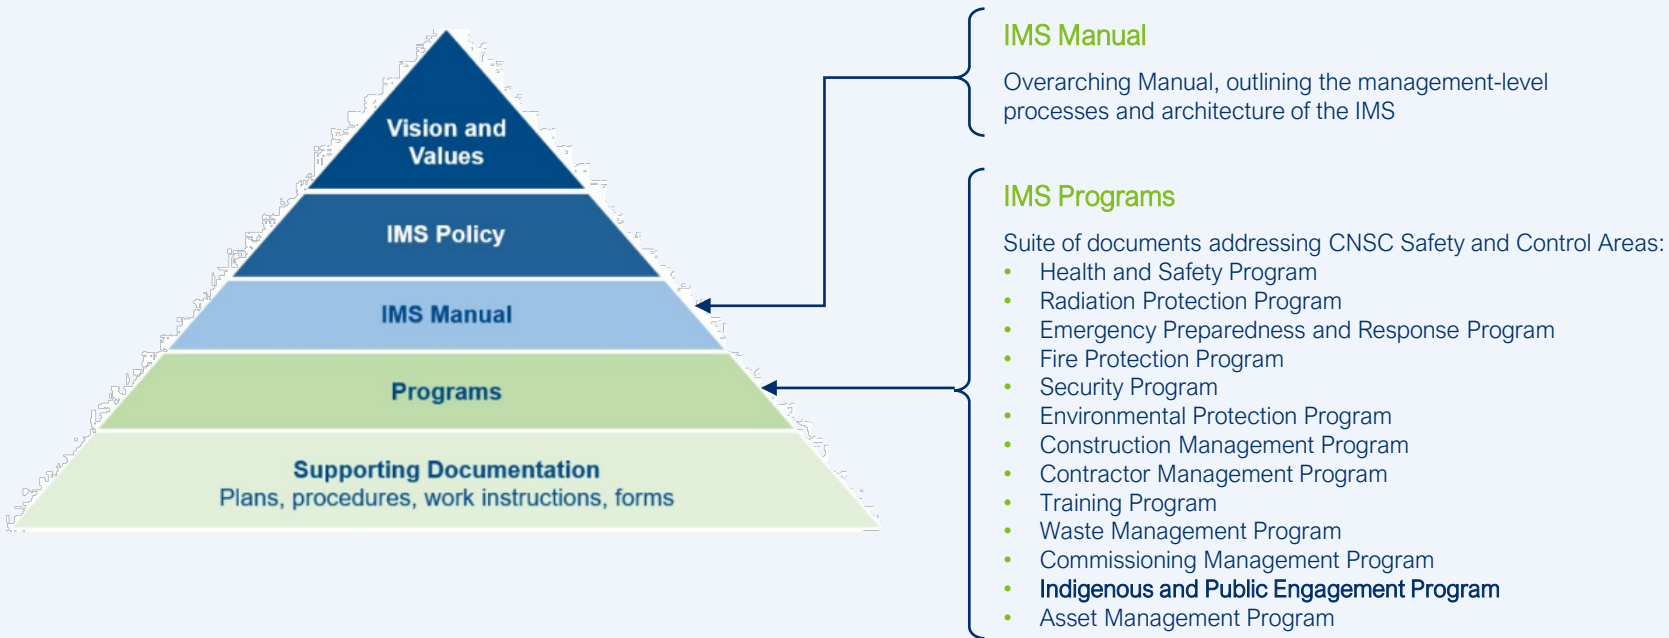 Vision and
Values
IMS Policy
IMS Manual
Programs
Supporting Documentation
Plans, procedures, work instructions, forms
IMS Manual
Overarching Manual, outlining the management-level
processes and architecture of the IMS
IMS Programs
Suite of documents addressing CNSC Safety and Control Areas:
• Health and Safety Program
• Radiation Protection Program
• Emergency Preparedness and Response Program
• Fire Protection Program
• Security Program
• Environmental Protection Program
• Construction Management Program
• Contractor Management Program
• Training Program
• Waste Management Program
• Commissioning Management Program
• Indigenous and Public Engagement Program
• Asset Management Program